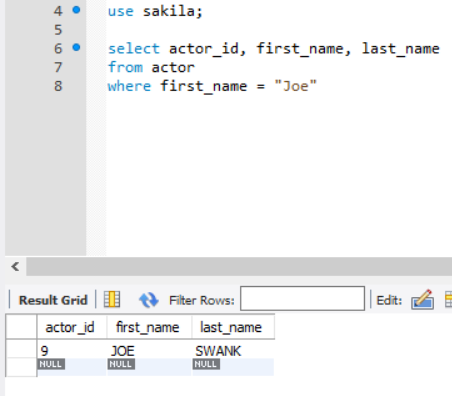 4 use sakila;
5
6 select actor_id, first_name, last_name
7 from actor
8 where first_name = "Joe"
Result Grid Filter Rows: Edit:
actor_id first_name last_name
9 JOE SWANK
NULL NULL NULL